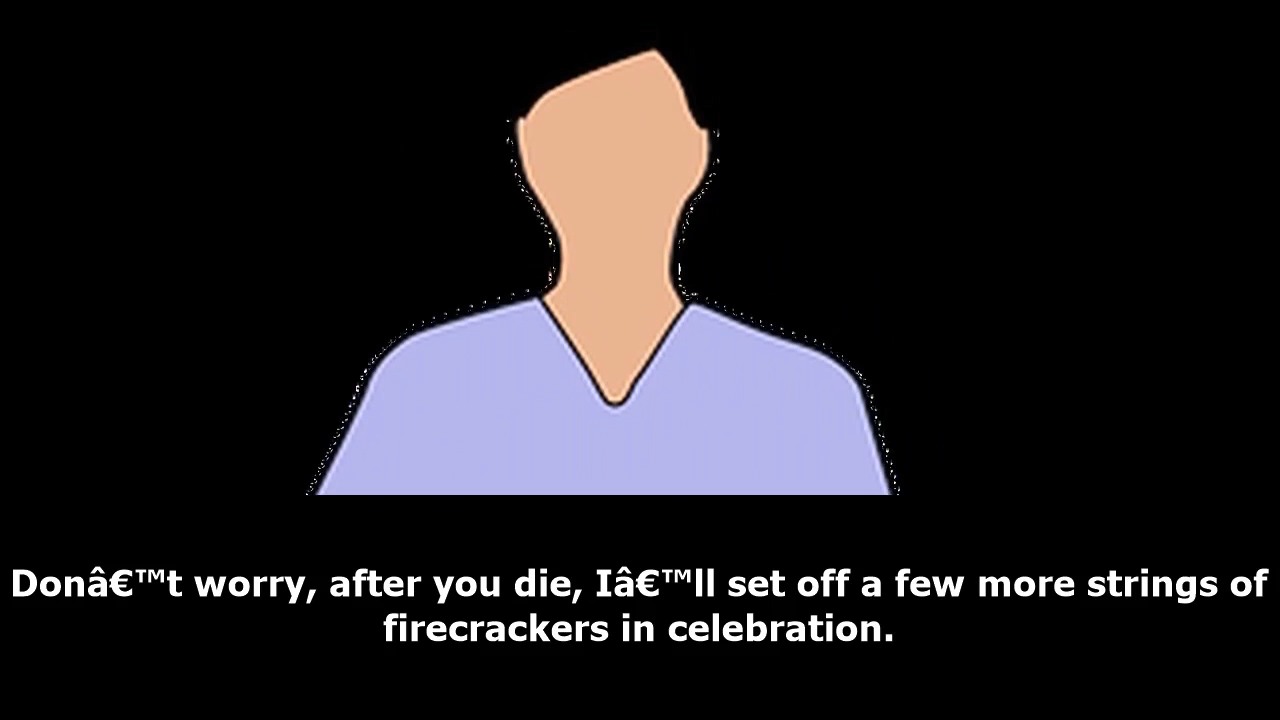 Donâ€™t worry, after you die, Iâ€™ll set off a few more strings of
firecrackers in celebration.